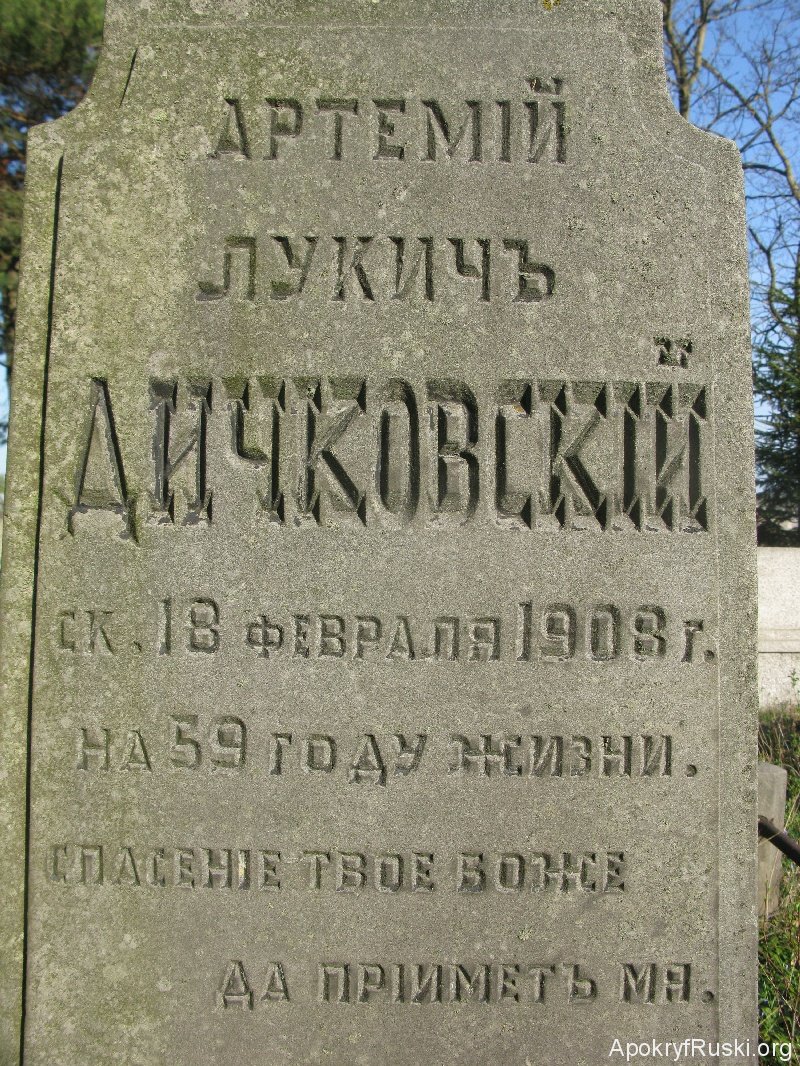 АРТЕМІЙ
ЛУКИЧЪ
ДИЧКОВСКІЙ
СК. 18 ФЕВРАЛЯ 1908 Г.
НА 59 ГОДУ ЖИЗНИ.
СПАСЕНІЕ ТВОЕ БОЖЕ
ДА ПРІИМЕТЪ МЯ.
ApokryfRuski.org